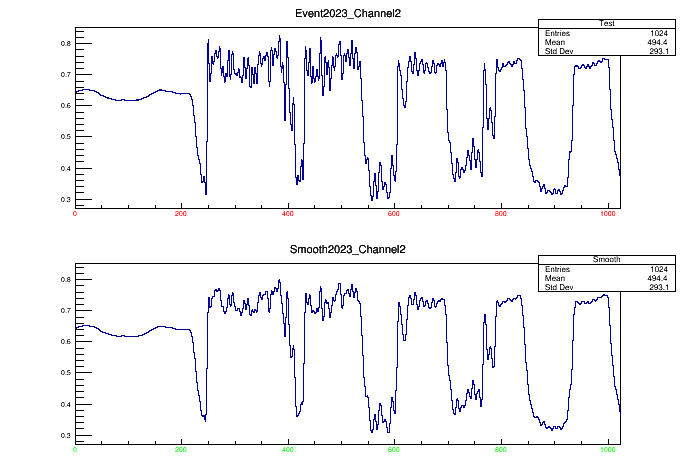 Event2023_Channel2
Test
Entries 1024
Mean 494.4
Std Dev 293.1
0.8
0.7
0.6
0.5
0.4
0.3
0 200 400 600 800 1000
Smooth2023_Channel2
Smooth
Entries 1024
Mean 494.4
Std Dev 293.1
0.8
0.7
0.6
0.5
0.4
0.3
0 200 400 600 800 1000